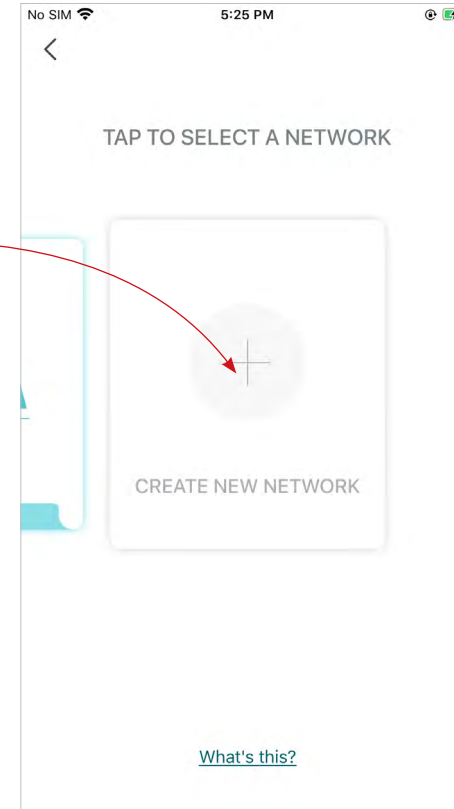 No SIM
5:25 PM
TAP TO SELECT A NETWORK
CREATE NEW NETWORK
What's this?